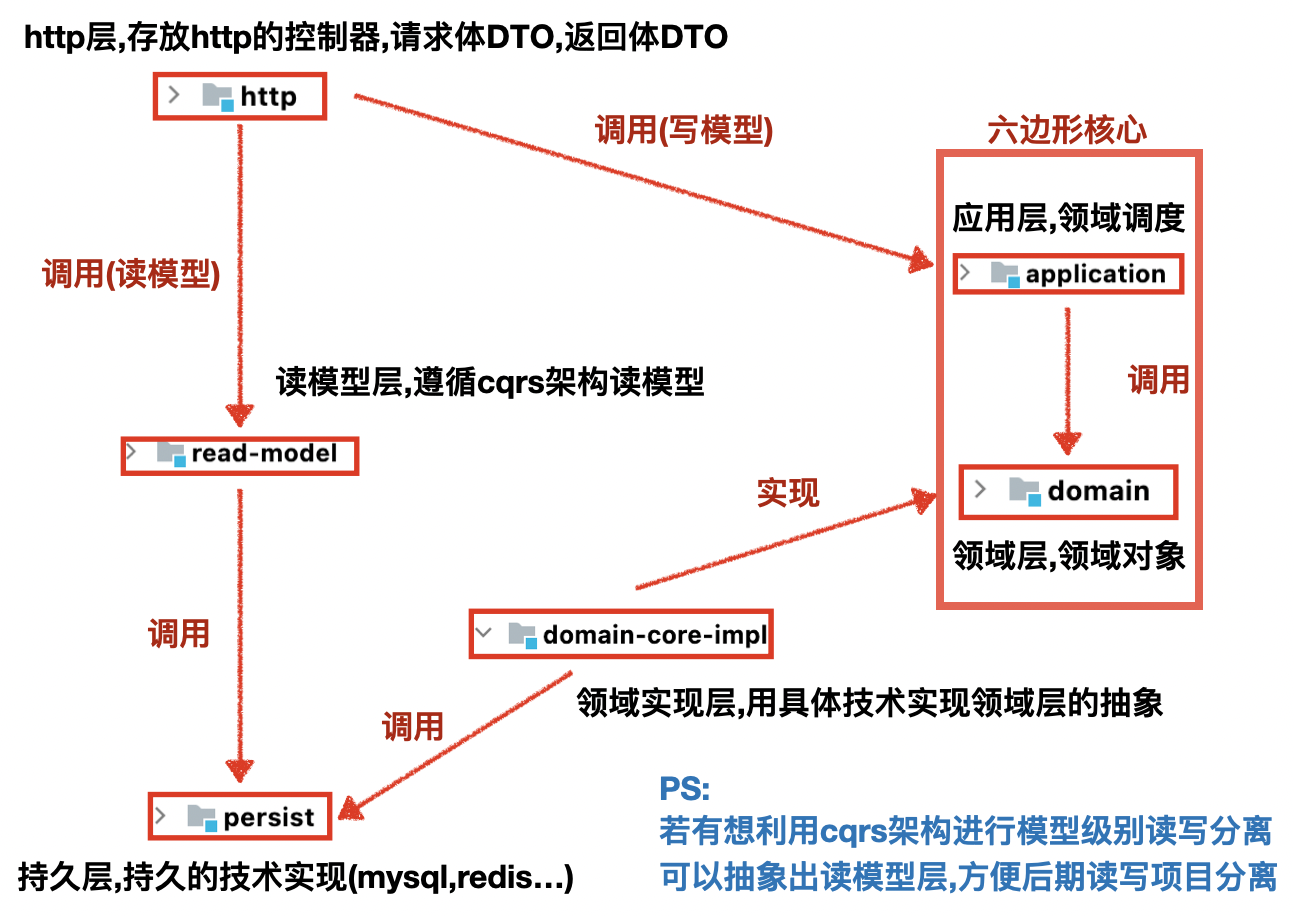 http层,存放http的控制器,请求体DTO,返回体DTO
http
调用(写模型)
六边形核心
应用层,领域调度
application
调用(读模型)
调用
读模型层,遵循cqrs架构读模型
read-model
实现
domain
领域层,领域对象
调用
domain-core-impl
领域实现层,用具体技术实现领域层的抽象
调用
persist
持久层,持久的技术实现(mysql,redis...)
PS:
若有想利用cqrs架构进行模型级别读写分离
可以抽象出读模型层,方便后期读写项目分离